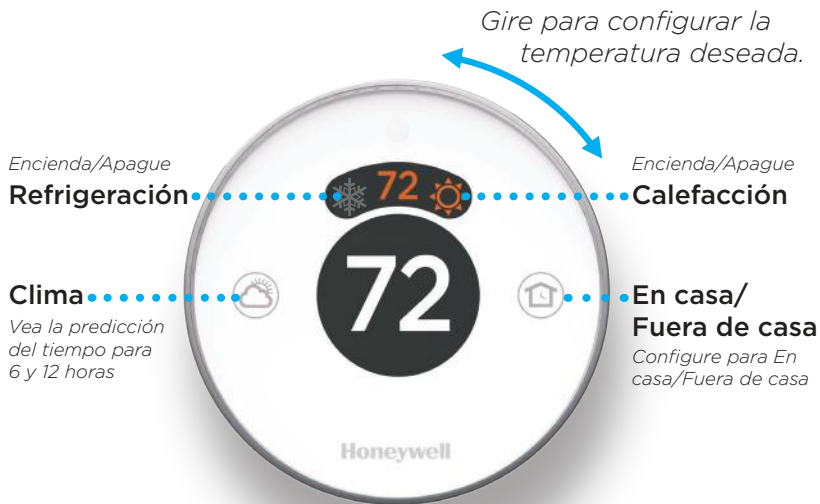 Gire para configurar la
temperatura deseada.
Encienda/Apague
Refrigeración
Encienda/Apague
Calefacción
72
72
Clima
Vea la predicción
del tiempo para
6 y 12 horas
En casa/
Fuera de casa
Configure para En
casa/Fuera de casa
Honeywell